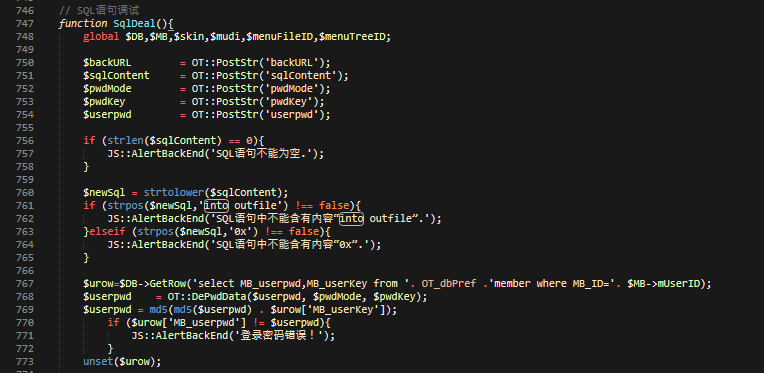 746 // SQL语句调试
747 function SqlDeal(){
748 global $DB,$MB,$skin,$mudi,$menuFileID,$menuTreeID;
749
750 $backURL = OT::PostStr('backURL');
751 $sqlContent = OT::PostStr('sqlContent');
752 $pwdMode = OT::PostStr('pwdMode');
753 $pwdKey = OT::PostStr('pwdKey');
754 $userpwd = OT::PostStr('userpwd');
755
756 if (strlen($sqlContent) == 0){
757 JS::AlertBackEnd('SQL语句不能为空.');
758 }
759
760 $newSql = strtolower($sqlContent);
761 if (strpos($newSql,'into outfile') !== false){
762 JS::AlertBackEnd('SQL语句中不能含有内容“into outfile”.');
763 }elseif (strpos($newSql,'0x') !== false){
764 JS::AlertBackEnd('SQL语句中不能含有内容“0x”.');
765 }
766
767 $urow=$DB->GetRow('select MB_userpwd,MB_userKey from '. OT_dbPref .'member where MB_ID='. $MB->mUserID);
768 $userpwd = OT::DePwdData($userpwd, $pwdMode, $pwdKey);
769 $userpwd = md5(md5($userpwd) . $urow['MB_userKey']);
770 if ($urow['MB_userpwd'] != $userpwd){
771 JS::AlertBackEnd('登录密码错误！');
772 }
773 unset($urow);